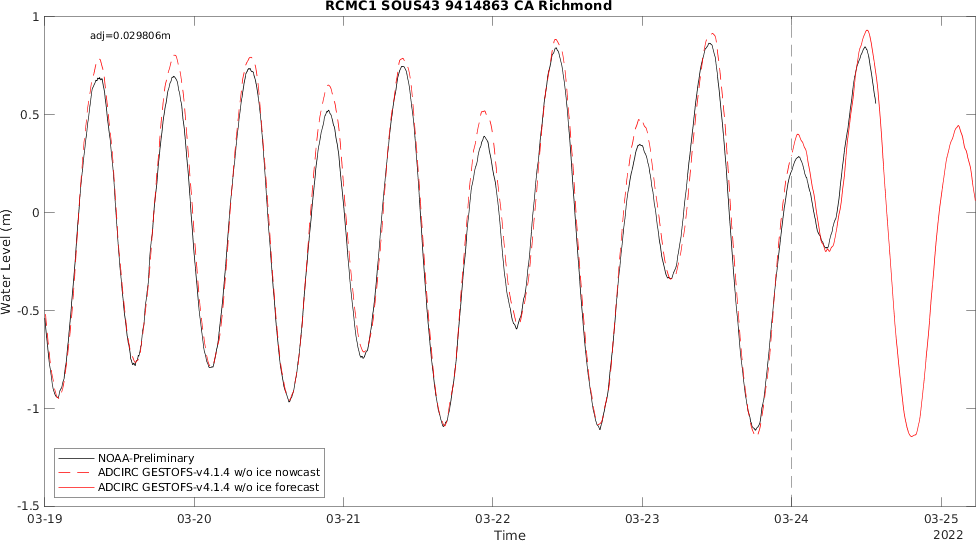 RCMC1 SOUS43 9414863 CA Richmond
adj=0.029806m
1
0.5
0
-0.5
-1
-1.5
Water Level (m)
NOAA-Preliminary
ADCIRC GESTOFS-v4.1.4 w/o ice nowcast
ADCIRC GESTOFS-v4.1.4 w/o ice forecast
03-19 03-20 03-21 03-22 03-23 03-24 03-25
Time
2022